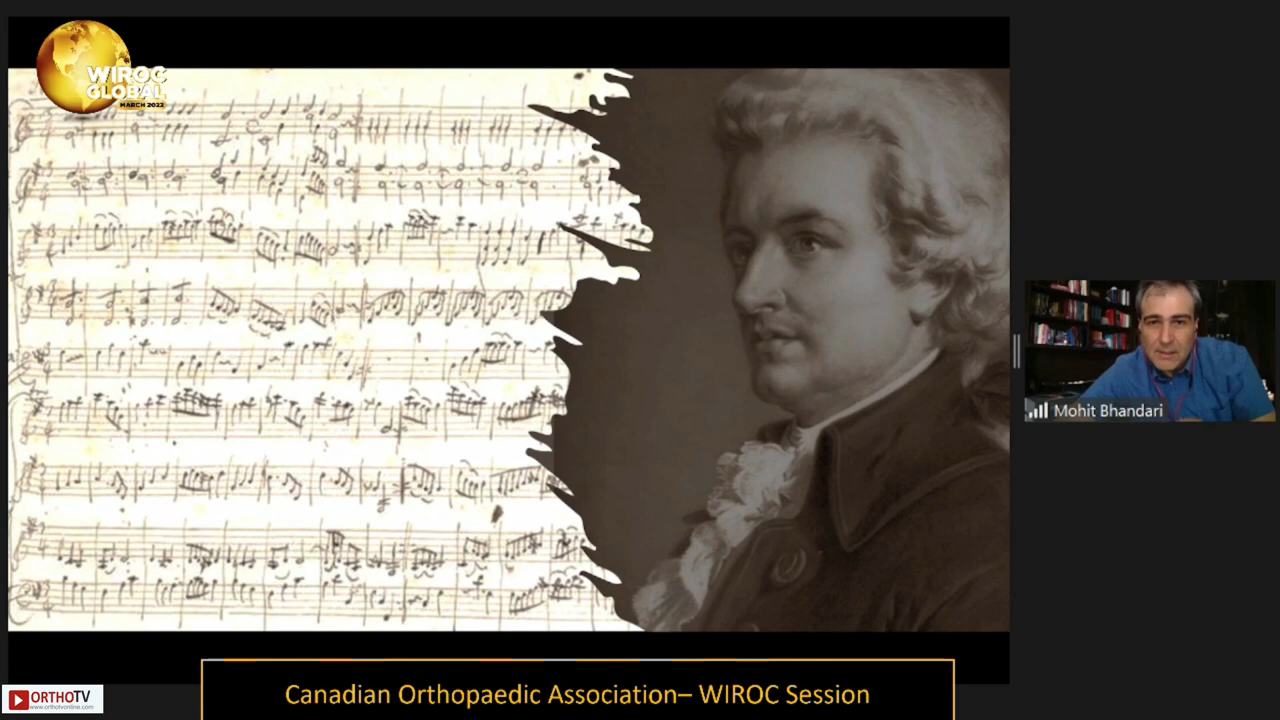 WIROC
GLOBAL
MARCH 2022
Mohit Bhandari
Canadian Orthopaedic Association– WIROC Session
ORTHOTV
www.orthotvonline.com